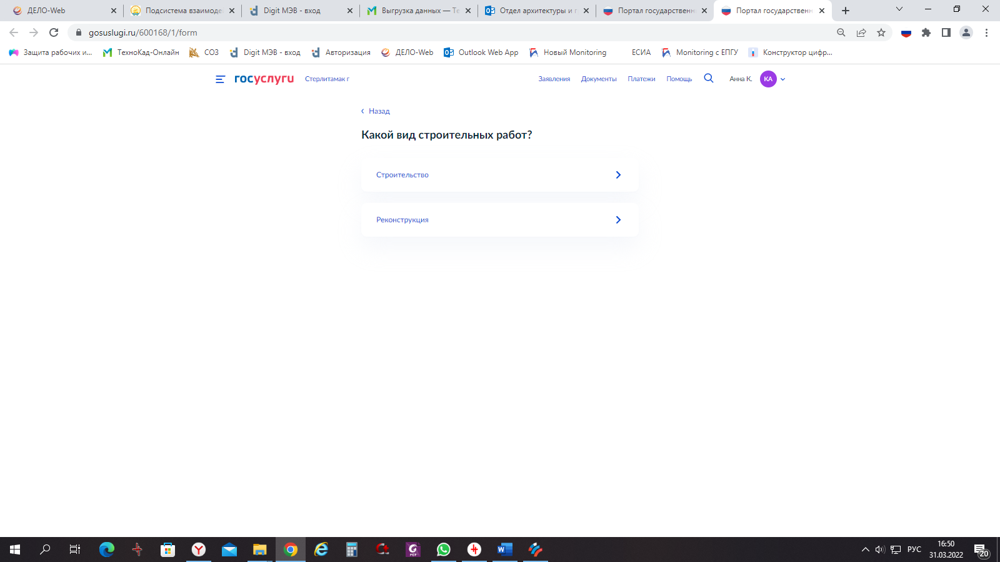 ДЕЛО-Web
Подсистема взаимоде
Digit МЭВ - вход
Выгрузка данных — Те
Отдел архитектуры и г
Портал государственн
Портал государственн
gosuslugi.ru/600168/1/form
Защита рабочих и...
ТехноКад-Онлайн
СОЗ
Digit МЭВ - вход
Авторизация
ДЕЛО-Web
Outlook Web App
Новый Monitoring
ЕСИА
Monitoring с ЕПГУ
Конструктор цифр...
госуслуги
Стерлитамак г
Заявления
Документы
Платежи
Помощь
Анна К.
КА
Назад
Какой вид строительных работ?
Строительство
Реконструкция
РУС
16:50
31.03.2022
20